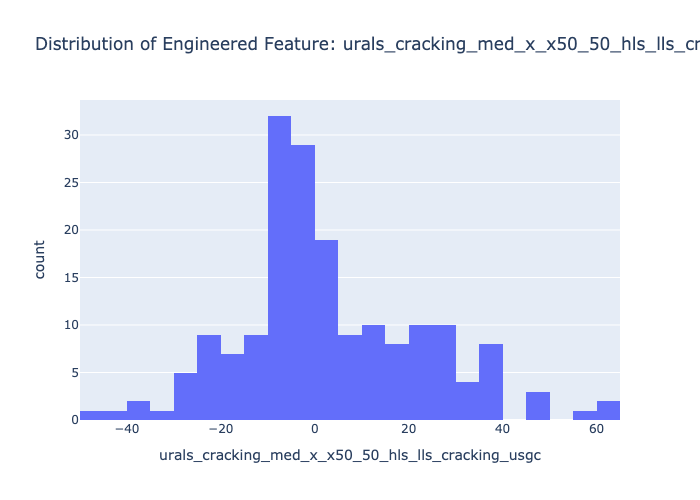 Distribution of Engineered Feature: urals_cracking_med_x_x50_50_hls_lls_cr
30
25
20
15
10
5
0
count
−40 −20 0 20 40 60
urals_cracking_med_x_x50_50_hls_lls_cracking_usgc